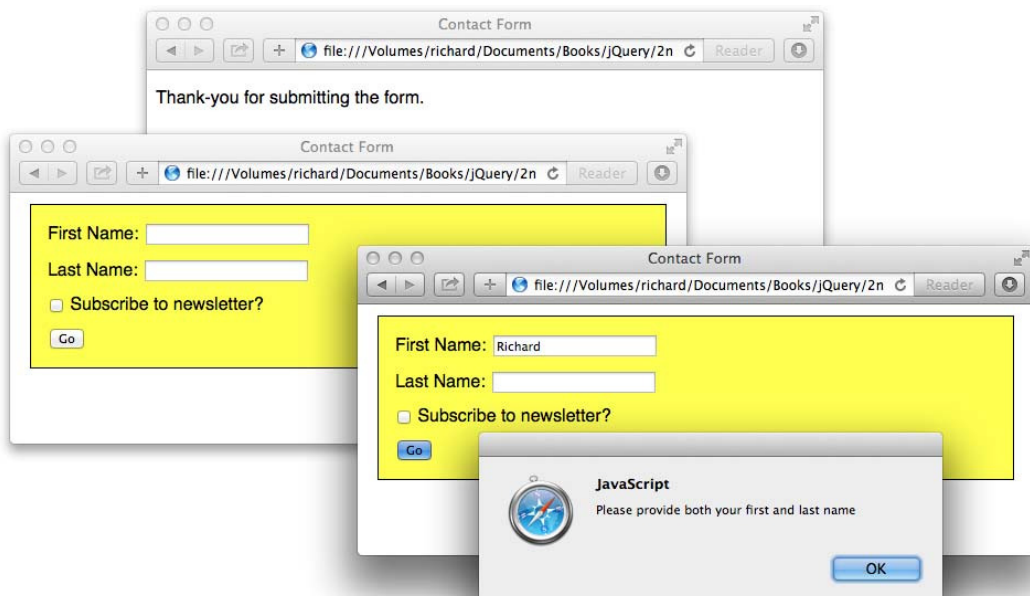 Contact Form
file:///Volumes/richard/Documents/Books/jQuery/2n
Reader
Thank-you for submitting the form.
Contact Form
file:///Volumes/richard/Documents/Books/jQuery/2n
Reader
First Name:
Last Name:
Subscribe to newsletter?
Go
Contact Form
file:///Volumes/richard/Documents/Books/jQuery/2n
Reader
First Name: Richard
Last Name:
Subscribe to newsletter?
Go
JavaScript
Please provide both your first and last name
OK